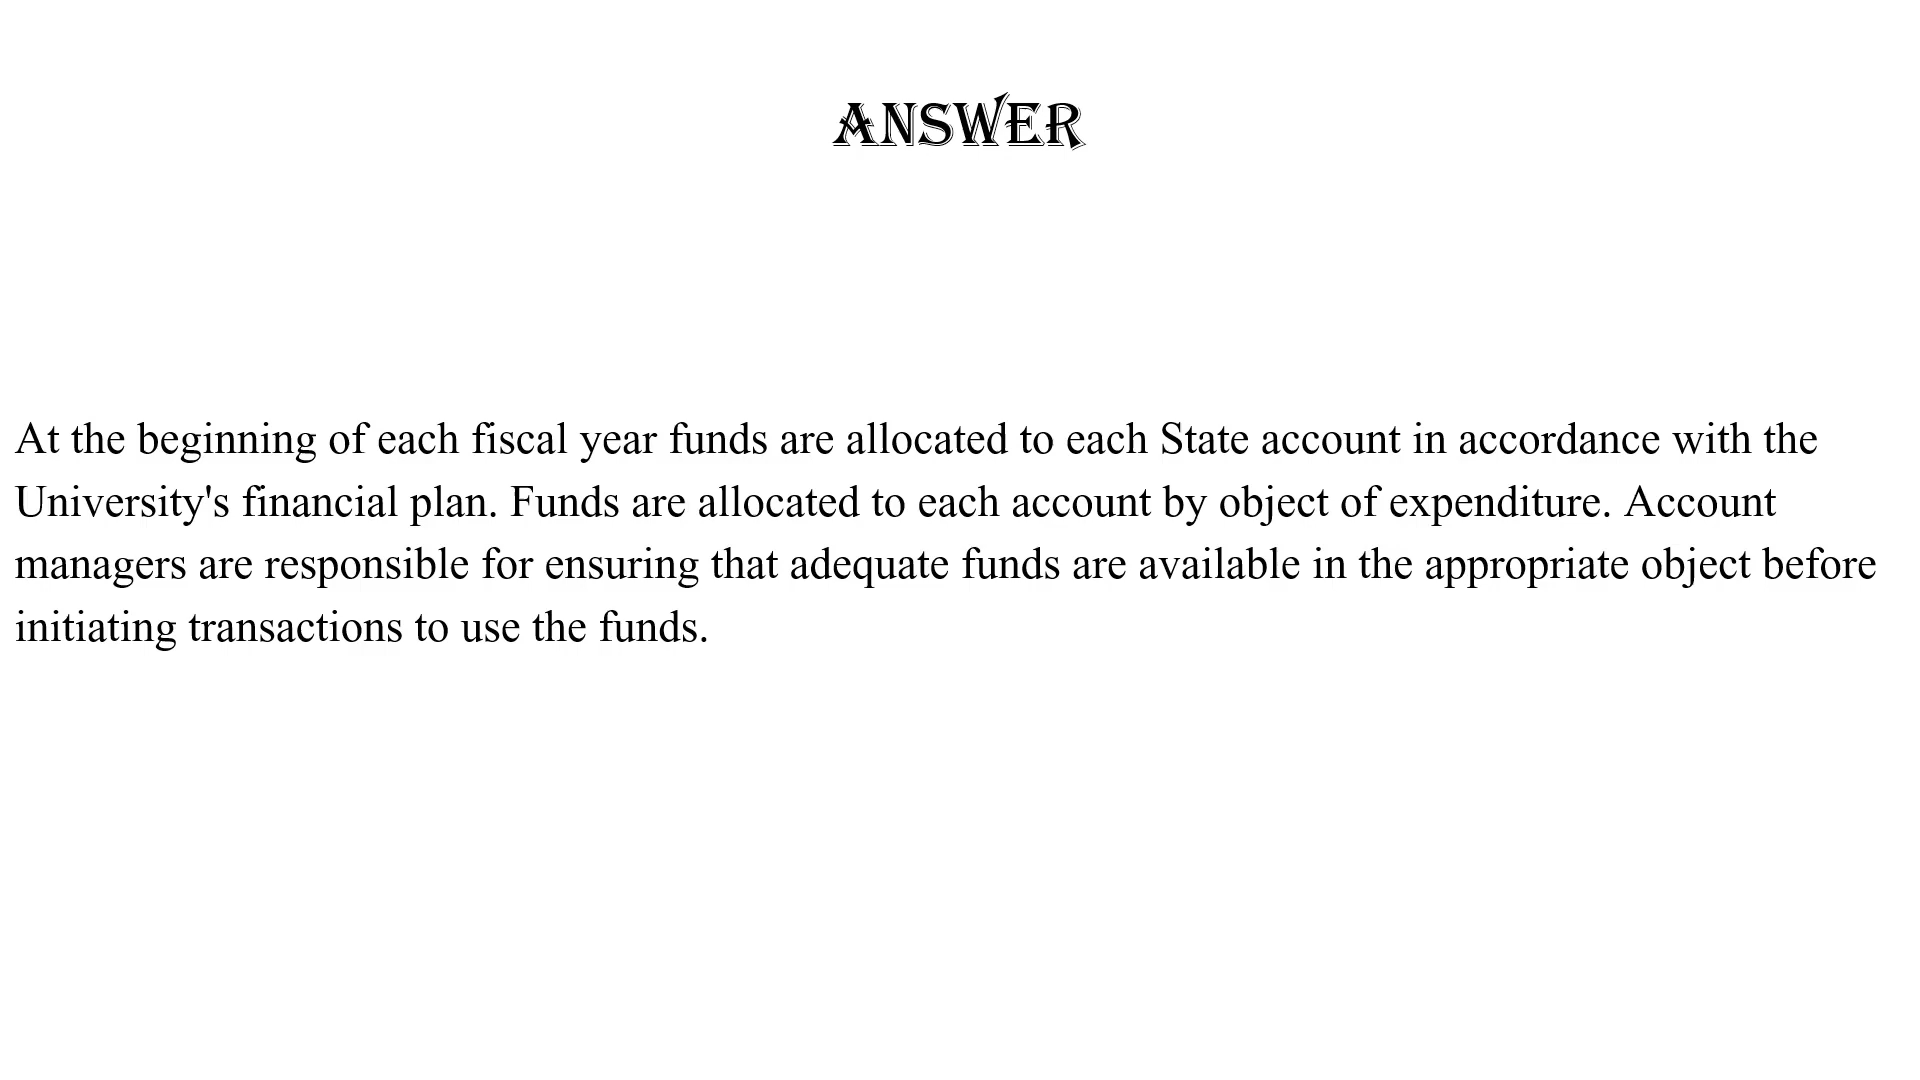 ANSWER
At the beginning of each fiscal year funds are allocated to each State account in accordance with the
University's financial plan. Funds are allocated to each account by object of expenditure. Account
managers are responsible for ensuring that adequate funds are available in the appropriate object before
initiating transactions to use the funds.